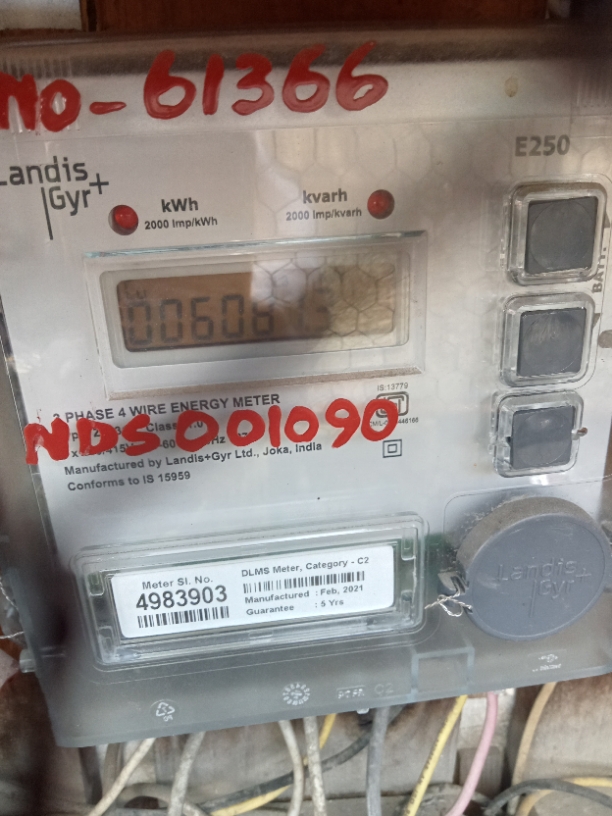 NO-61366
E250
Landis
Gyr+
kWh
2000 Imp/kWh
kvarh
2000 Imp/kvarh
IS:13779
PHASE 4 WIRE ENERGY METER
NDS001090
Manufactured by Landis+Gyr Ltd., Joka, India
Conforms to IS 15959
Meter Sl. No.
4983903
DLMS Meter, Category - C2
Manufactured : Feb, 2021
Guarantee : 5 Yrs
Landis
Gyr
C2